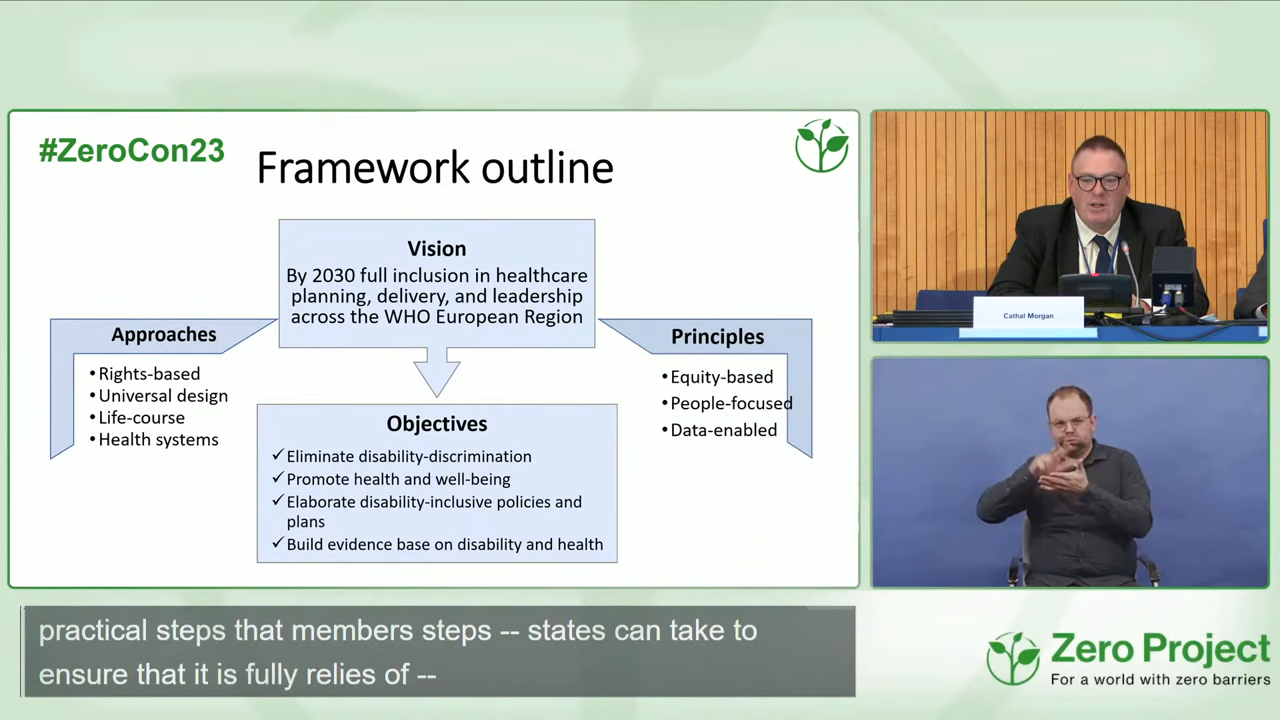 #ZeroCon23
Framework outline
Vision
By 2030 full inclusion in healthcare
planning, delivery, and leadership
across the WHO European Region
Approaches
• Rights-based
• Universal design
• Life-course
• Health systems
Principles
• Equity-based
• People-focused
• Data-enabled
Objectives
✓ Eliminate disability-discrimination
✓ Promote health and well-being
✓ Elaborate disability-inclusive policies and
plans
✓ Build evidence base on disability and health
Cathal Morgan
practical steps that members steps -- states can take to
ensure that it is fully relies of --
Zero Project
For a world with zero barriers